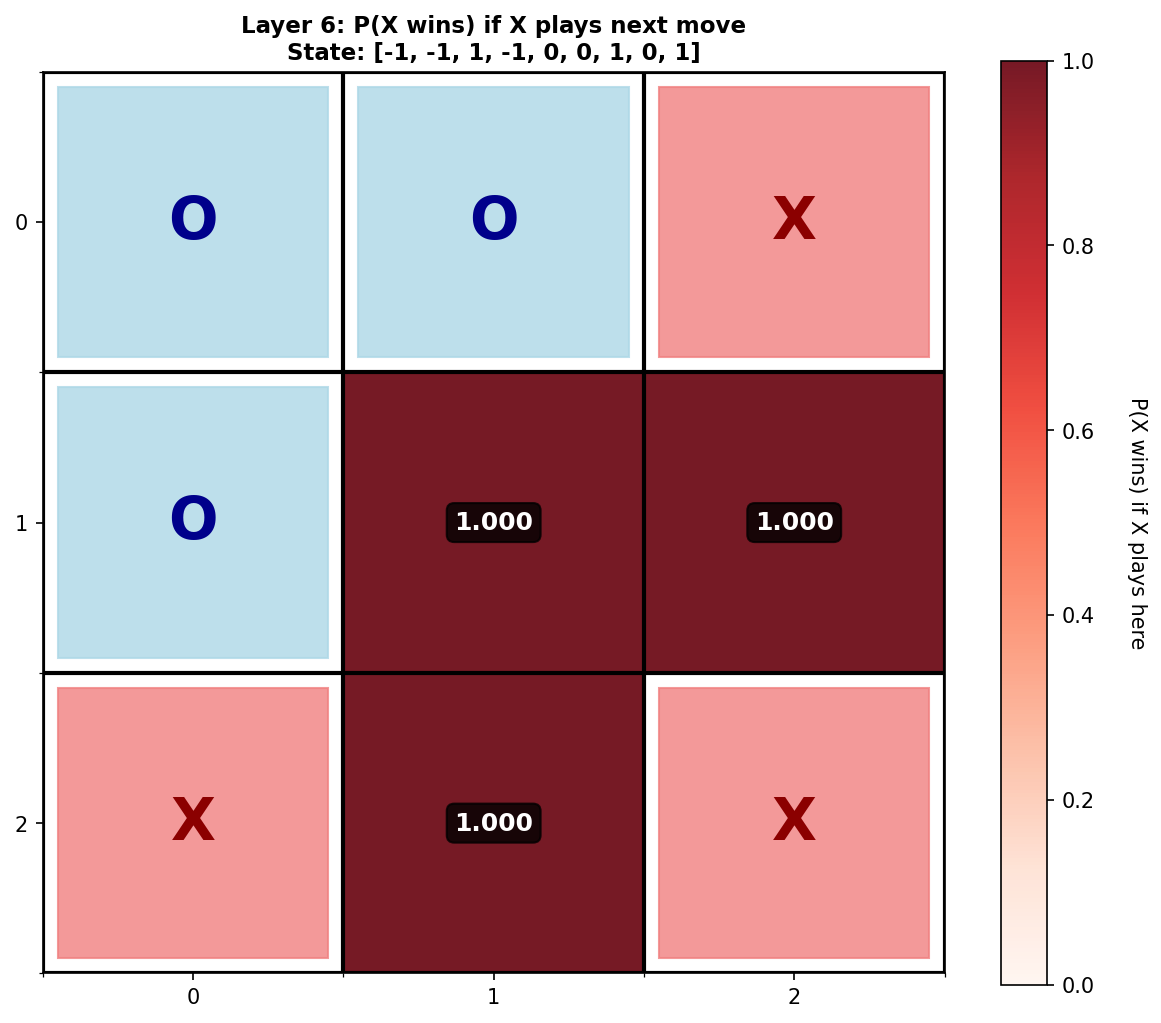 Layer 6: P(X wins) if X plays next move
State: [-1, -1, 1, -1, 0, 0, 1, 0, 1]
0
O
O
X
1
O
1.000
1.000
2
X
1.000
X
0
1
2
1.0
0.8
0.6
0.4
0.2
0.0
P(X wins) if X plays here